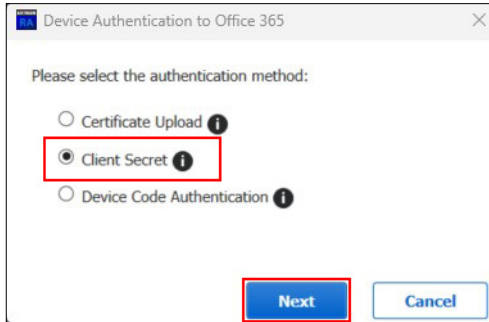 RA Device Authentication to Office 365
Please select the authentication method:
Certificate Upload i
Client Secret i
Device Code Authentication i
Next Cancel